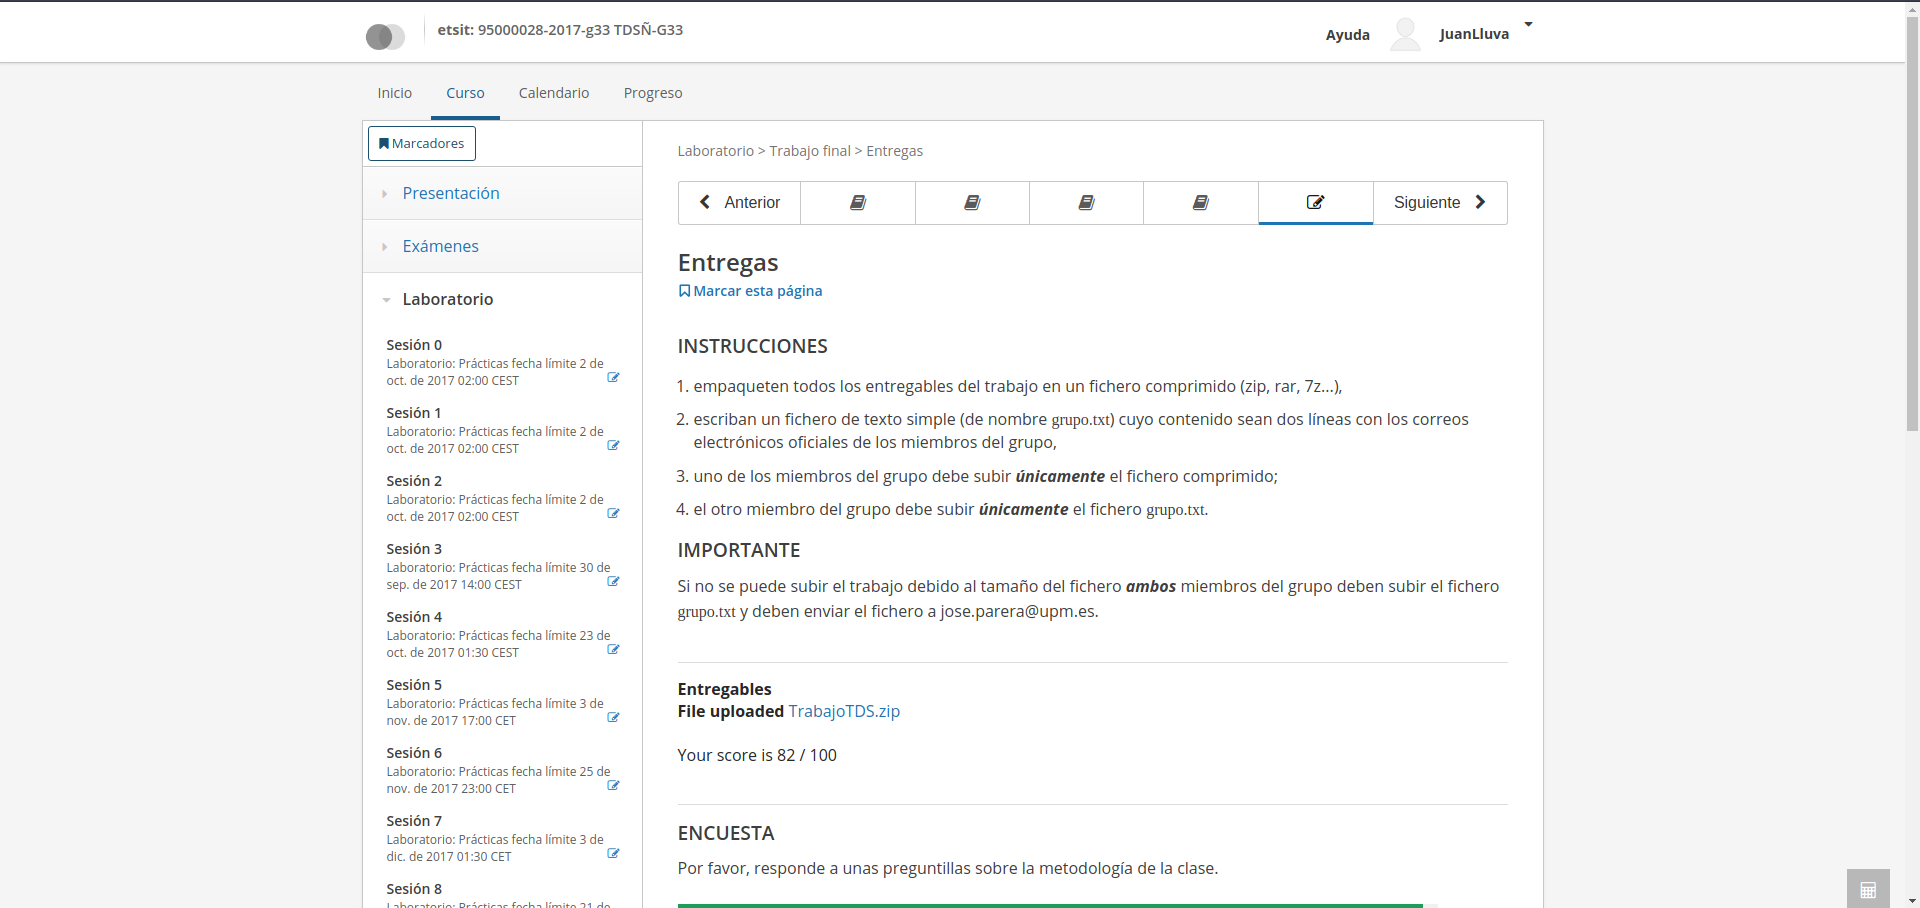 etsit: 95000028-2017-g33 TDSÑ-G33
Ayuda
JuanLluva
Inicio
Curso
Calendario
Progreso
Marcadores
Presentación
Exámenes
Laboratorio
Sesión 0
Laboratorio: Prácticas fecha límite 2 de
oct. de 2017 02:00 CEST
Sesión 1
Laboratorio: Prácticas fecha límite 2 de
oct. de 2017 02:00 CEST
Sesión 2
Laboratorio: Prácticas fecha límite 2 de
oct. de 2017 02:00 CEST
Sesión 3
Laboratorio: Prácticas fecha límite 30 de
sep. de 2017 14:00 CEST
Sesión 4
Laboratorio: Prácticas fecha límite 23 de
oct. de 2017 01:30 CEST
Sesión 5
Laboratorio: Prácticas fecha límite 3 de
nov. de 2017 17:00 CET
Sesión 6
Laboratorio: Prácticas fecha límite 25 de
nov. de 2017 23:00 CET
Sesión 7
Laboratorio: Prácticas fecha límite 3 de
dic. de 2017 01:30 CET
Sesión 8
Laboratorio: Prácticas fecha límite 21 de
Laboratorio > Trabajo final > Entregas
Anterior
Siguiente
Entregas
Marcar esta página
INSTRUCCIONES
1. empaqueten todos los entregables del trabajo en un fichero comprimido (zip, rar, 7z...),
2. escriban un fichero de texto simple (de nombre grupo.txt) cuyo contenido sean dos líneas con los correos
electrónicos oficiales de los miembros del grupo,
3. uno de los miembros del grupo debe subir únicamente el fichero comprimido;
4. el otro miembro del grupo debe subir únicamente el fichero grupo.txt.
IMPORTANTE
Si no se puede subir el trabajo debido al tamaño del fichero ambos miembros del grupo deben subir el fichero
grupo.txt y deben enviar el fichero a jose.parera@upm.es.
Entregables
File uploaded TrabajoTDS.zip
Your score is 82 / 100
ENCUESTA
Por favor, responde a unas preguntillas sobre la metodología de la clase.